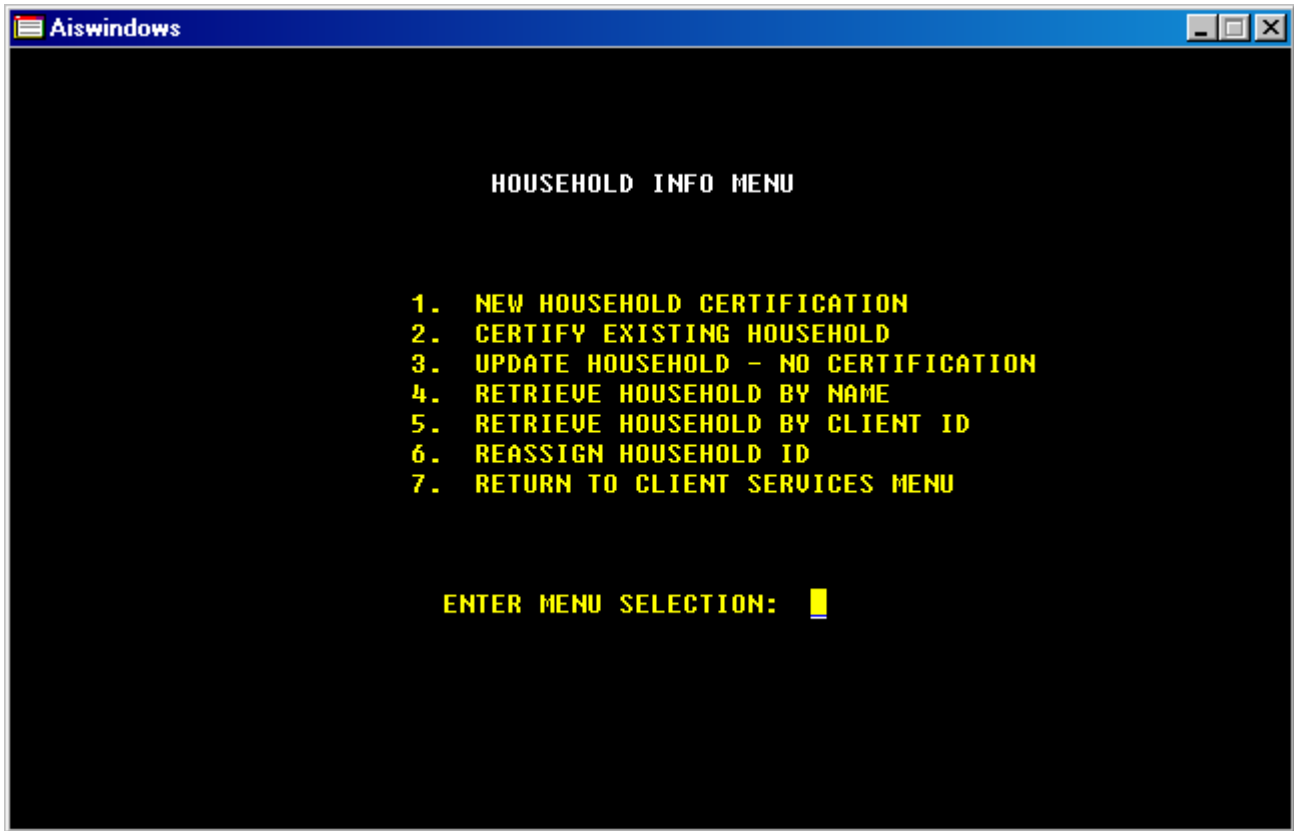 Aiswindows
HOUSEHOLD INFO MENU
1. NEW HOUSEHOLD CERTIFICATION
2. CERTIFY EXISTING HOUSEHOLD
3. UPDATE HOUSEHOLD - NO CERTIFICATION
4. RETRIEVE HOUSEHOLD BY NAME
5. RETRIEVE HOUSEHOLD BY CLIENT ID
6. REASSIGN HOUSEHOLD ID
7. RETURN TO CLIENT SERVICES MENU
ENTER MENU SELECTION: